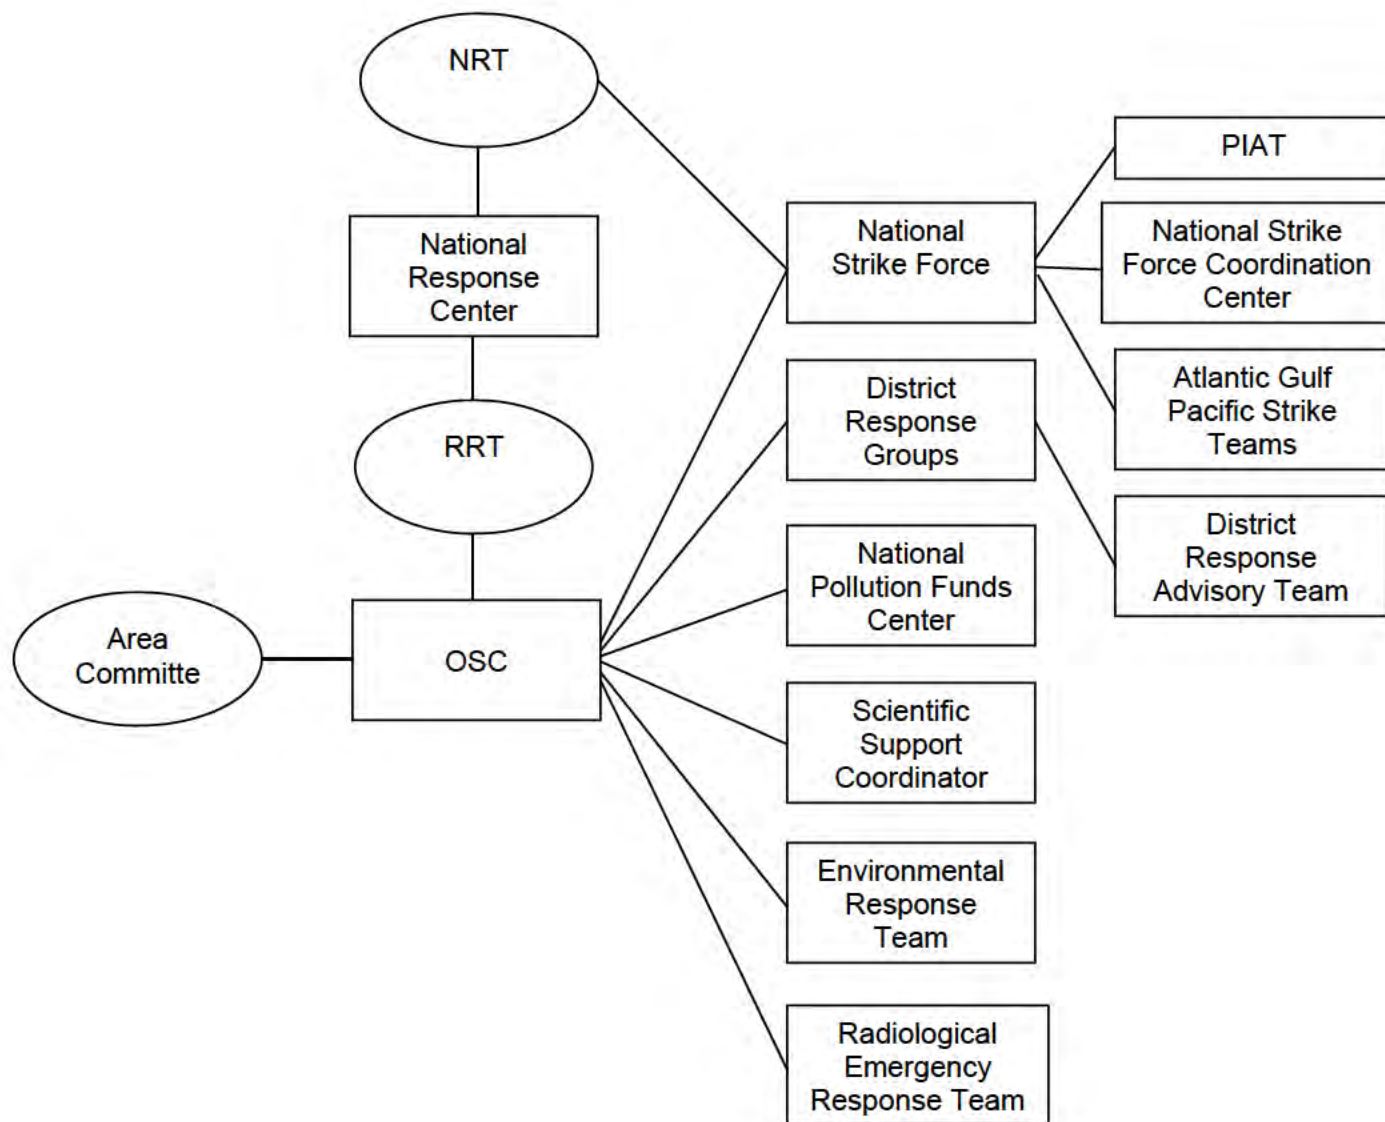 NRT
PIAT
National
Response
Center
National
Strike Force
National Strike
Force Coordination
Center
RRT
District
Response
Groups
Atlantic Gulf
Pacific Strike
Teams
National
Pollution Funds
Center
District
Response
Advisory Team
Area
Committe
OSC
Scientific
Support
Coordinator
Environmental
Response
Team
Radiological
Emergency
Response Team